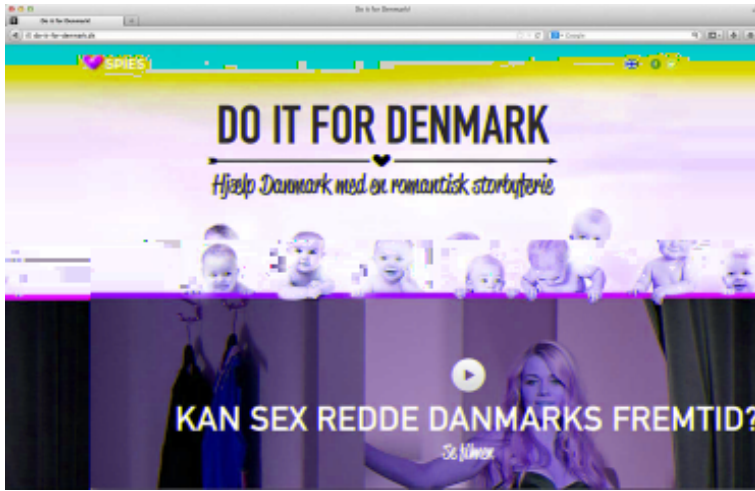 Do it for Denmark!
Do it for Denmark!
do-it-for-denmark.dk
Google
SPIES
DO IT FOR DENMARK
Hjælp Danmark med en romantisk storbyferie
KAN SEX REDDE DANMARKS FREMTID?
Se filmen